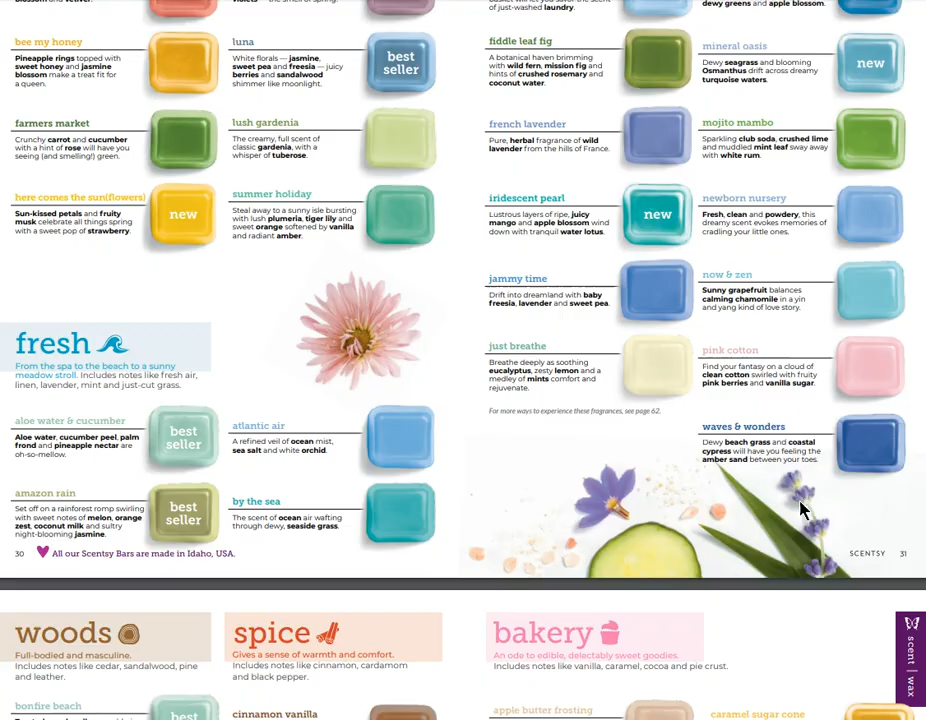 blossom and vetiver.
violets — the smell of spring.
of just-washed laundry.
dewy greens and apple blossom.
bee my honey
Pineapple rings topped with
sweet honey and jasmine
blossom make a treat fit for
a queen.
luna
White florals — jasmine,
sweet pea and freesia — juicy
berries and sandalwood
shimmer like moonlight.
best
seller
farmers market
Crunchy carrot and cucumber
with a hint of rose will have you
seeing (and smelling!) green.
lush gardenia
The creamy, full scent of
classic gardenia, with a
whisper of tuberose.
here comes the sun(flowers)
Sun-kissed petals and fruity
musk celebrate all things spring
with a sweet pop of strawberry.
new
summer holiday
Steal away to a sunny isle bursting
with lush plumeria, tiger lily and
sweet orange softened by vanilla
and radiant amber.
fresh
From the spa to the beach to a sunny
meadow stroll. Includes notes like fresh air,
linen, lavender, mint and just-cut grass.
aloe water & cucumber
Aloe water, cucumber peel, palm
frond and pineapple nectar are
oh-so-mellow.
best
seller
atlantic air
A refined veil of ocean mist,
sea salt and white orchid.
amazon rain
Set off on a rainforest romp swirling
with sweet notes of melon, orange
zest, coconut milk and sultry
night-blooming jasmine.
best
seller
by the sea
The scent of ocean air wafting
through dewy, seaside grass.
30 All our Scentsy Bars are made in Idaho, USA.
fiddle leaf fig
A botanical haven brimming
with wild fern, mission fig and
hints of crushed rosemary and
coconut water.
mineral oasis
Dewy seagrass and blooming
Osmanthus drift across dreamy
turquoise waters.
new
french lavender
Pure, herbal fragrance of wild
lavender from the hills of France.
mojito mambo
Sparkling club soda, crushed lime
and muddled mint leaf sway away
with white rum.
iridescent pearl
Lustrous layers of ripe, juicy
mango and apple blossom wind
down with tranquil water lotus.
new
newborn nursery
Fresh, clean and powdery, this
dreamy scent evokes memories of
cradling your little ones.
jammy time
Drift into dreamland with baby
freesia, lavender and sweet pea.
now & zen
Sunny grapefruit balances
calming chamomile in a yin
and yang kind of love story.
just breathe
Breathe deeply as soothing
eucalyptus, zesty lemon and a
medley of mints comfort and
rejuvenate.
pink cotton
Find your fantasy on a cloud of
clean cotton swirled with fruity
pink berries and vanilla sugar.
For more ways to experience these fragrances, see page 62.
waves & wonders
Dewy beach grass and coastal
cypress will have you feeling the
amber sand between your toes.
SCENTSY 31
woods
Full-bodied and masculine.
Includes notes like cedar, sandalwood, pine
and leather.
spice
Gives a sense of warmth and comfort.
Includes notes like cinnamon, cardamom
and black pepper.
bakery
An ode to edible, delectably sweet goodies.
Includes notes like vanilla, caramel, cocoa and pie crust.
scent | wax
bonfire beach
best
cinnamon vanilla
apple butter frosting
caramel sugar cone